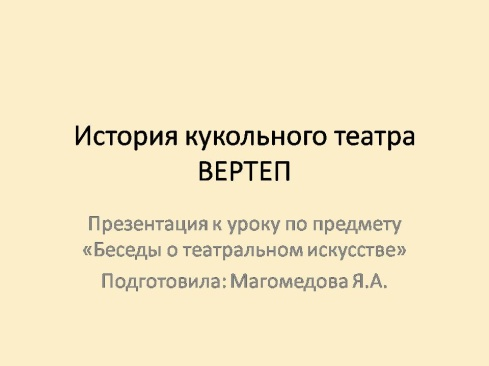 История кукольного театра
ВЕРТЕП
Презентация к уроку по предмету
«Беседы о театральном искусстве»
Подготовила: Магомедова Я.А.